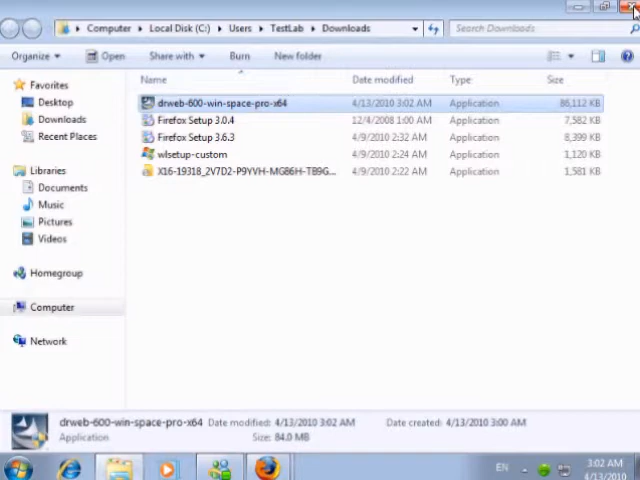 Computer ▸ Local Disk (C:) ▸ Users ▸ TestLab ▸ Downloads
Search Downloads
Organize Open Share with Burn New folder
Name Date modified Type Size
Favorites
Desktop
Downloads
Recent Places
Libraries
Documents
Music
Pictures
Videos
Homegroup
Computer
Network
drweb-600-win-space-pro-x64 4/13/2010 3:02 AM Application 86,112 KB
Firefox Setup 3.0.4 12/4/2008 1:00 AM Application 7,582 KB
Firefox Setup 3.6.3 4/9/2010 2:32 AM Application 8,399 KB
wlsetup-custom 4/9/2010 2:24 AM Application 1,120 KB
X16-19318_2V7D2-P9YVH-MG86H-TB9G... 4/9/2010 2:22 AM Application 1,581 KB
drweb-600-win-space-pro-x64 Date modified: 4/13/2010 3:02 AM Date created: 4/13/2010 3:00 AM
Application Size: 84.0 MB
EN 3:02 AM
4/13/2010